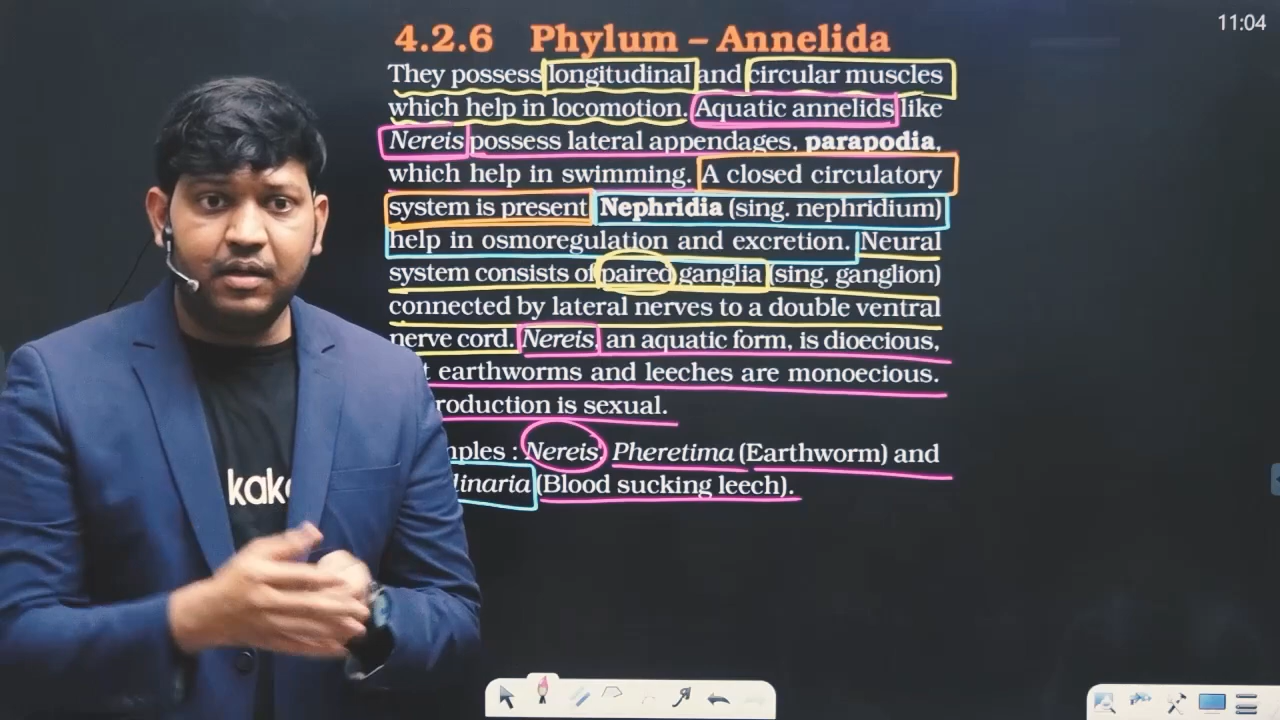 11:04
4.2.6 Phylum – Annelida
They possess longitudinal and circular muscles
which help in locomotion. Aquatic annelids like
Nereis possess lateral appendages, parapodia,
which help in swimming. A closed circulatory
system is present. Nephridia (sing. nephridium)
help in osmoregulation and excretion. Neural
system consists of paired ganglia (sing. ganglion)
connected by lateral nerves to a double ventral
nerve cord. Nereis, an aquatic form, is dioecious,
earthworms and leeches are monoecious.
roduction is sexual.
ples : Nereis, Pheretima (Earthworm) and
linaria (Blood sucking leech).
kak